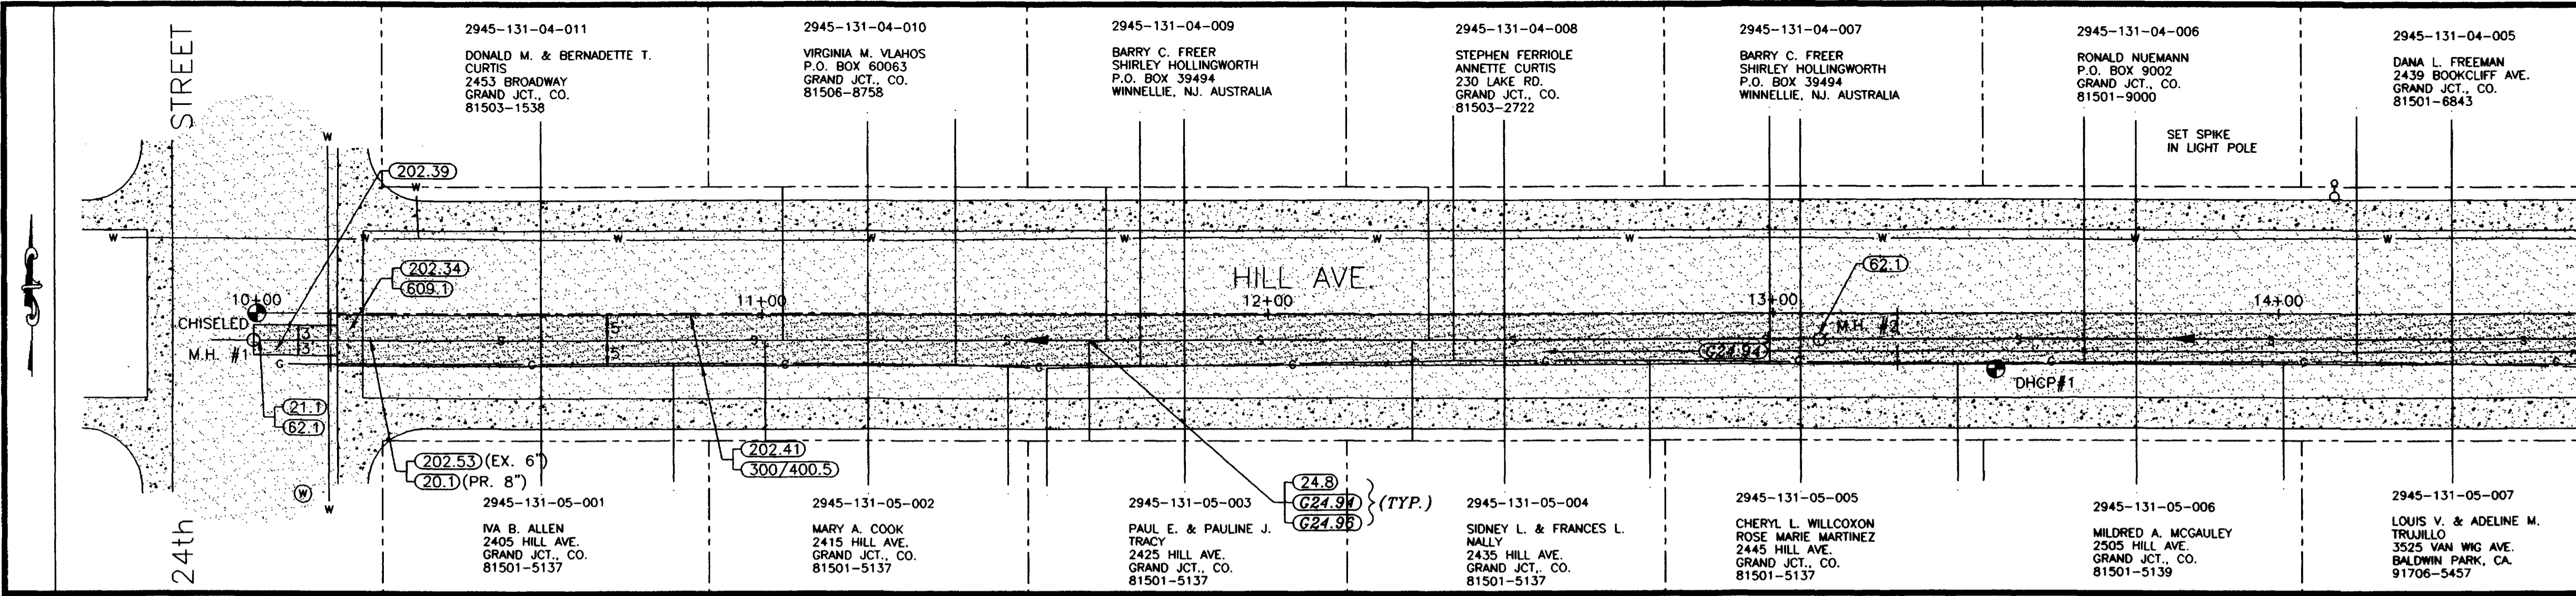 STREET
24th
2945-131-04-011
DONALD M. & BERNADETTE T.
CURTIS
2453 BROADWAY
GRAND JCT., CO.
81503-1538
2945-131-04-010
VIRGINIA M. VLAHOS
P.O. BOX 60063
GRAND JCT., CO.
81506-8758
2945-131-04-009
BARRY C. FREER
SHIRLEY HOLLINGWORTH
P.O. BOX 39494
WINNELLIE, NJ. AUSTRALIA
2945-131-04-008
STEPHEN FERRIOLE
ANNETTE CURTIS
230 LAKE RD.
GRAND JCT., CO.
81503-2722
2945-131-04-007
BARRY C. FREER
SHIRLEY HOLLINGWORTH
P.O. BOX 39494
WINNELLIE, NJ. AUSTRALIA
2945-131-04-006
RONALD NUEMANN
P.O. BOX 9002
GRAND JCT., CO.
81501-9000
2945-131-04-005
DANA L. FREEMAN
2439 BOOKCLIFF AVE.
GRAND JCT., CO.
81501-6843
SET SPIKE
IN LIGHT POLE
W
202.39
W
W W W W W W W W W W
202.34
609.1
HILL AVE.
62.1
10+00 11+00 12+00 13+00 14+00
CHISELED
3'
3'
5'
5'
M.H. #1
M.H. #2
S S S S S S S S S
G24.94
G G G G G G G G G G
DHCP#1
21.1
62.1
202.53 (EX. 6")
20.1 (PR. 8")
202.41
300/400.5
24.8
G24.94
G24.96
(TYP.)
W
W
2945-131-05-001
IVA B. ALLEN
2405 HILL AVE.
GRAND JCT., CO.
81501-5137
2945-131-05-002
MARY A. COOK
2415 HILL AVE.
GRAND JCT., CO.
81501-5137
2945-131-05-003
PAUL E. & PAULINE J.
TRACY
2425 HILL AVE.
GRAND JCT., CO.
81501-5137
2945-131-05-004
SIDNEY L. & FRANCES L.
NALLY
2435 HILL AVE.
GRAND JCT,. CO.
81501-5137
2945-131-05-005
CHERYL L. WILLCOXON
ROSE MARIE MARTINEZ
2445 HILL AVE.
GRAND JCT., CO.
81501-5137
2945-131-05-006
MILDRED A. MCGAULEY
2505 HILL AVE.
GRAND JCT., CO.
81501-5139
2945-131-05-007
LOUIS V. & ADELINE M.
TRUJILLO
3525 VAN WIG AVE.
BALDWIN PARK, CA.
91706-5457